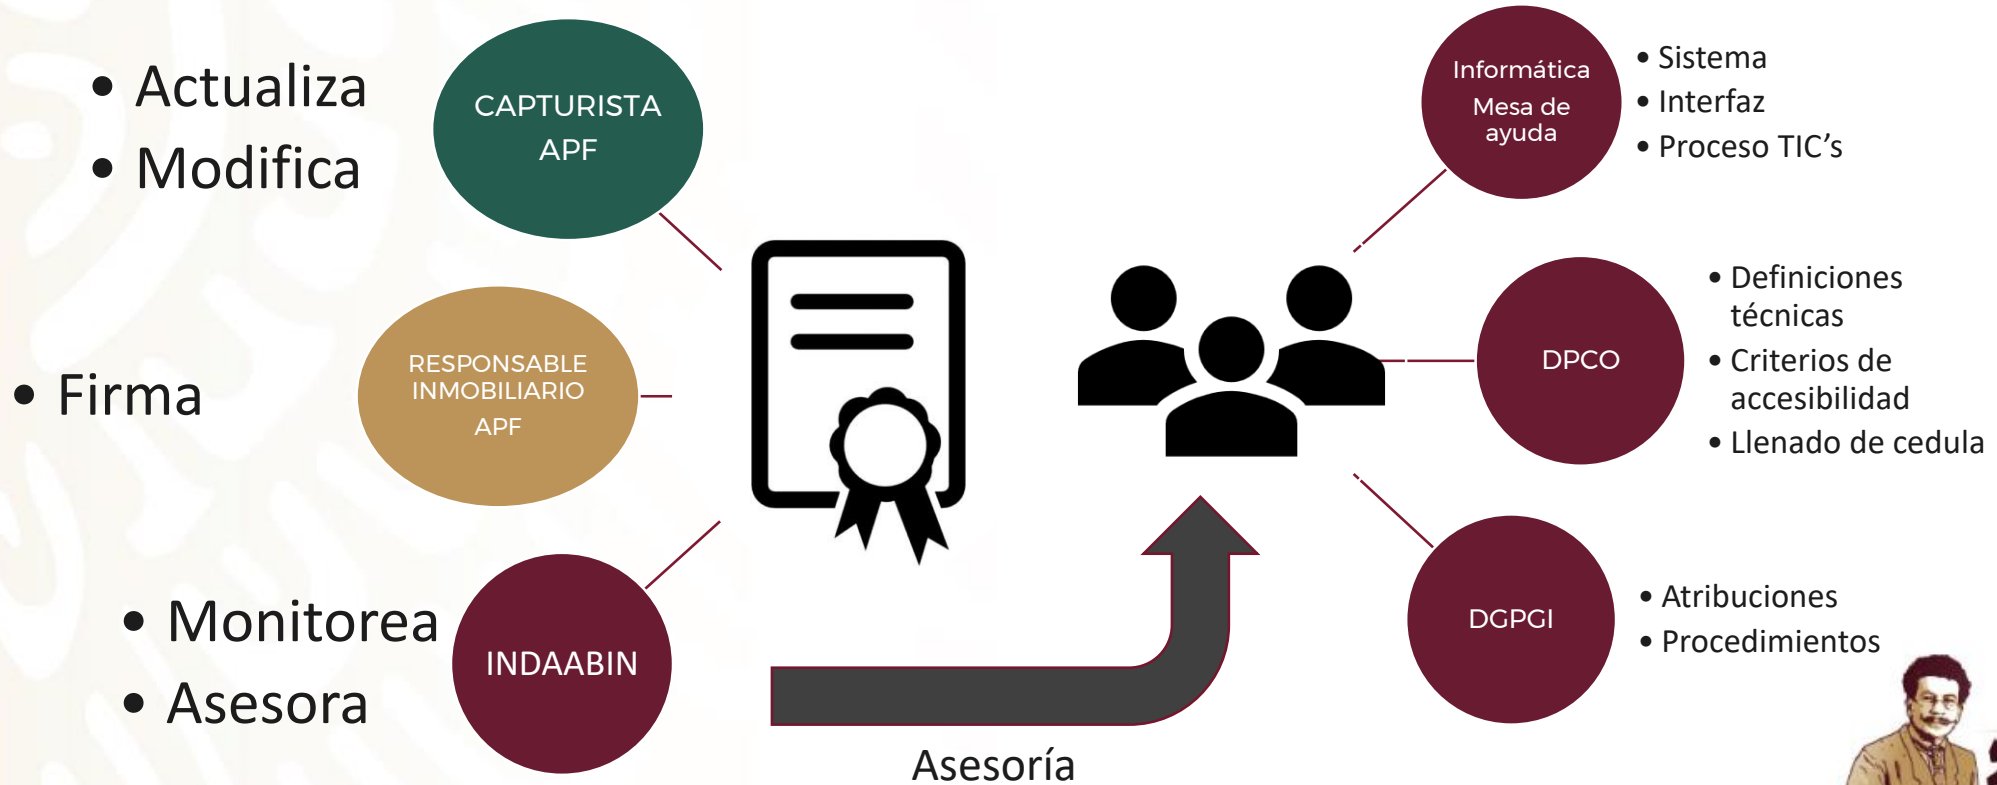 • Actualiza
• Modifica
CAPTURISTA
APF
• Firma
RESPONSABLE
INMOBILIARIO
APF
• Monitorea
• Asesora
INDAABIN
Asesoría
Informática
Mesa de
ayuda
• Sistema
• Interfaz
• Proceso TIC’s
DPCO
• Definiciones
técnicas
• Criterios de
accesibilidad
• Llenado de cedula
DGPGI
• Atribuciones
• Procedimientos